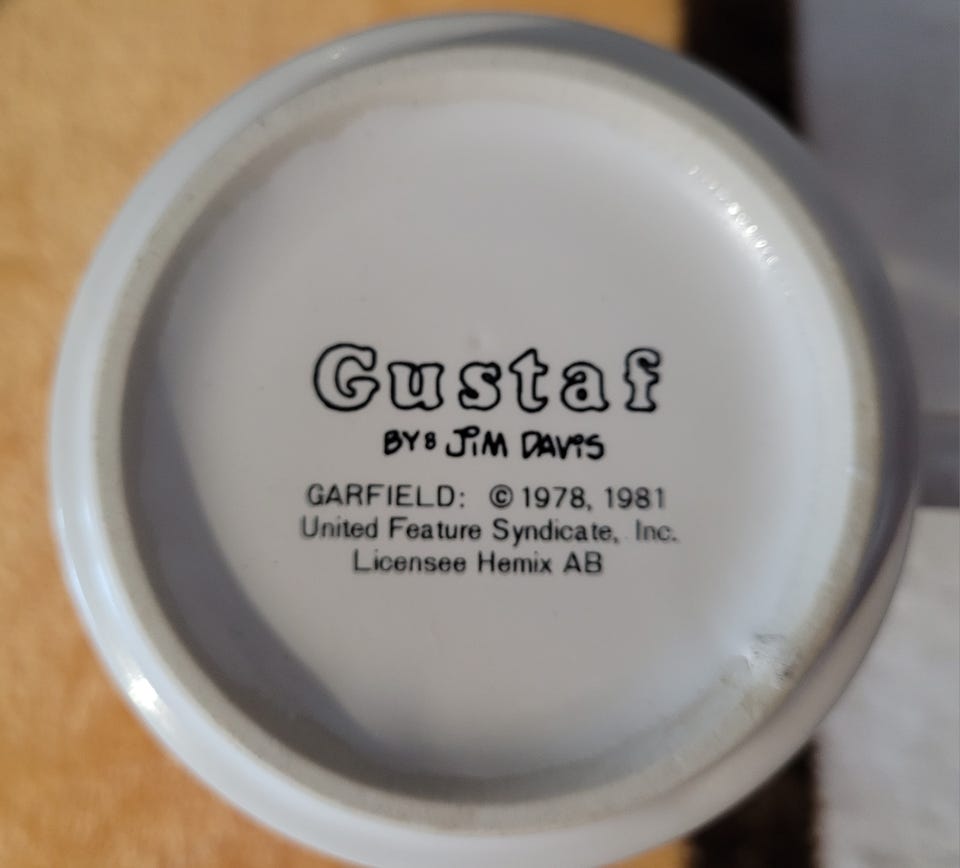 Gustaf
BY: JIM DAVIS
GARFIELD: © 1978, 1981
United Feature Syndicate, Inc.
Licensee Hemix AB